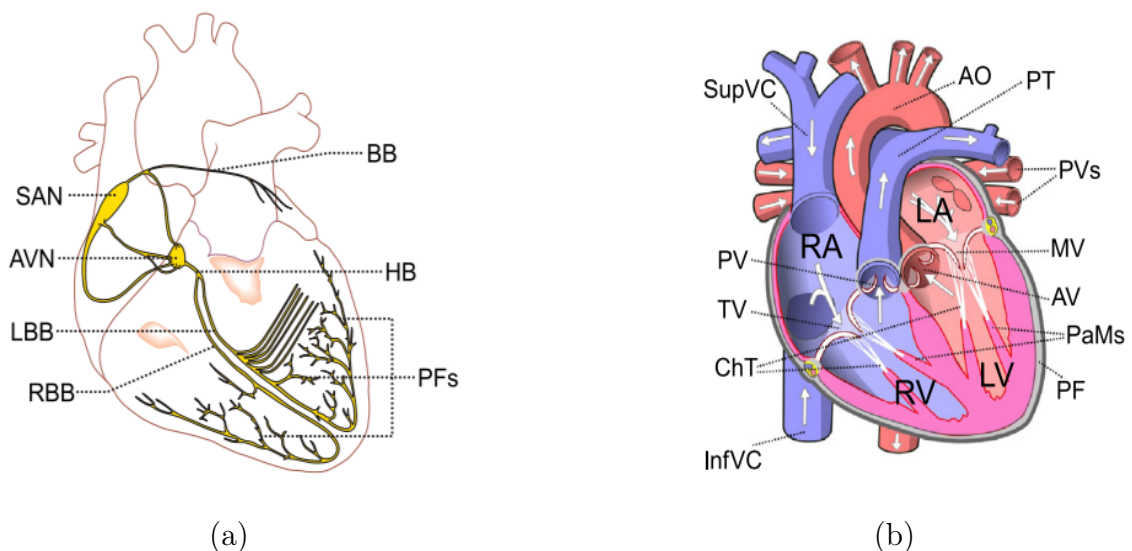 BB
SAN
AVN
HB
LBB
RBB
PFs
(a)
SupVC
AO
PT
PVs
LA
RA
MV
PV
AV
TV
PaMs
ChT
RV
LV
PF
InfVC
(b)